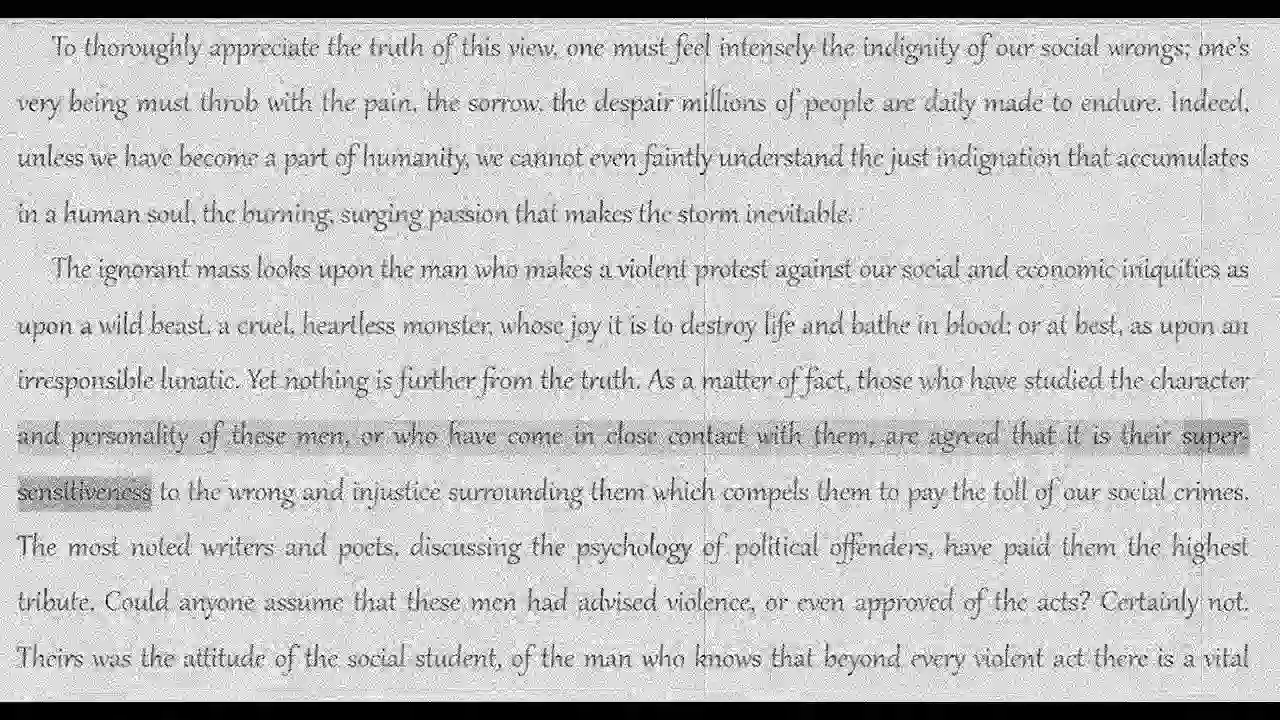 To thoroughly appreciate the truth of this view, one must feel intensely the indignity of our social wrongs; one's
very being must throb with the pain, the sorrow, the despair millions of people are daily made to endure. Indeed,
unless we have become a part of humanity, we cannot even faintly understand the just indignation that accumulates
in a human soul, the burning, surging passion that makes the storm inevitable.
The ignorant mass looks upon the man who makes a violent protest against our social and economic iniquities as
upon a wild beast, a cruel, heartless monster, whose joy it is to destroy life and bathe in blood; or at best, as upon an
irresponsible lunatic. Yet nothing is further from the truth. As a matter of fact, those who have studied the character
and personality of these men, or who have come in close contact with them, are agreed that it is their super-
sensitiveness to the wrong and injustice surrounding them which compels them to pay the toll of our social crimes.
The most noted writers and poets, discussing the psychology of political offenders, have paid them the highest
tribute. Could anyone assume that these men had advised violence, or even approved of the acts? Certainly not.
Theirs was the attitude of the social student, of the man who knows that beyond every violent act there is a vital